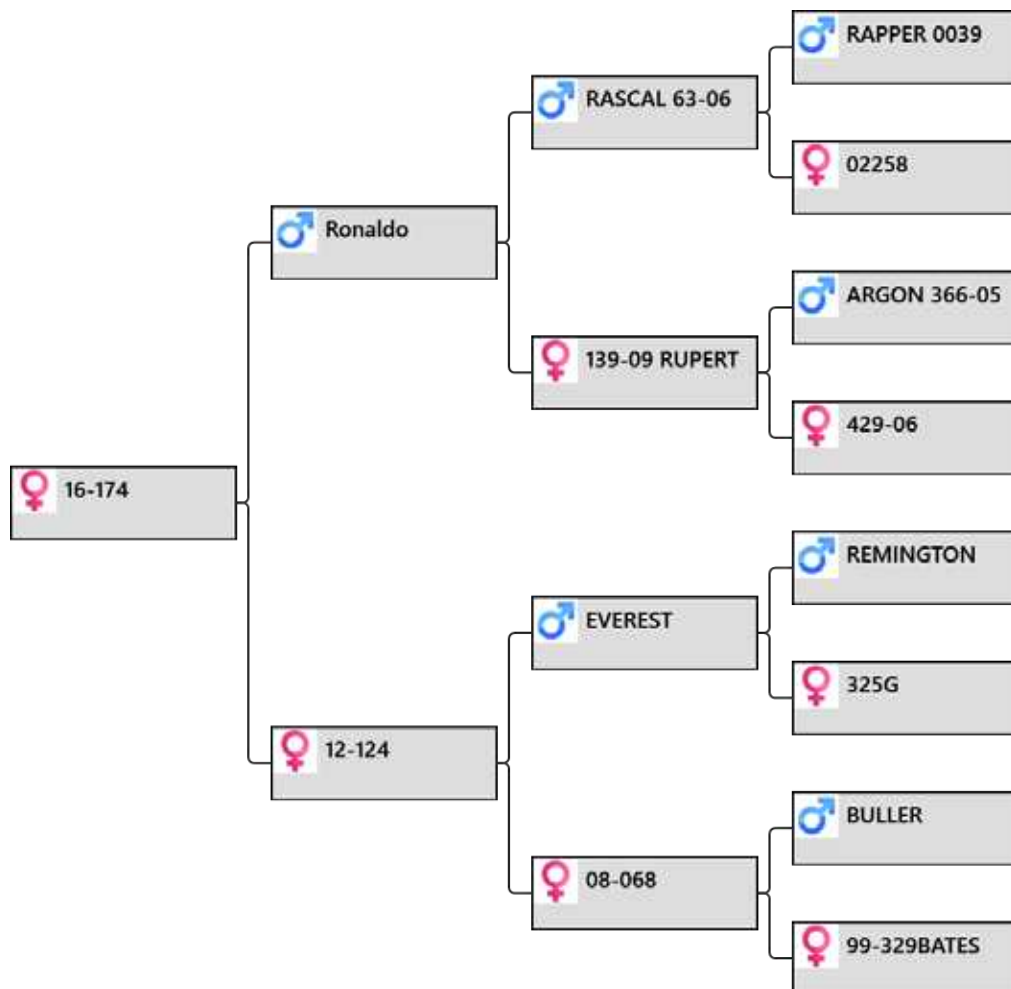 RAPPER 0039
RASCAL 63-06
02258
Ronaldo
ARGON 366-05
139-09 RUPERT
429-06
16-174
REMINGTON
EVEREST
325G
12-124
BULLER
08-068
99-329BATES